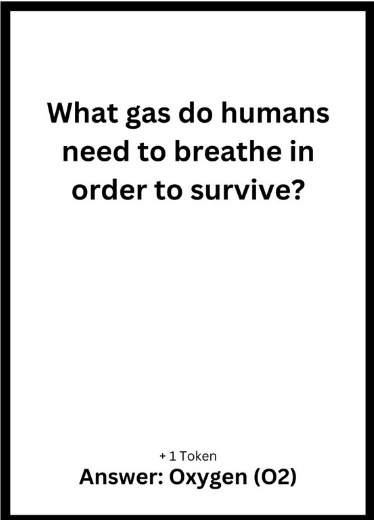 What gas do humans
need to breathe in
order to survive?
+ 1 Token
Answer: Oxygen (O2)